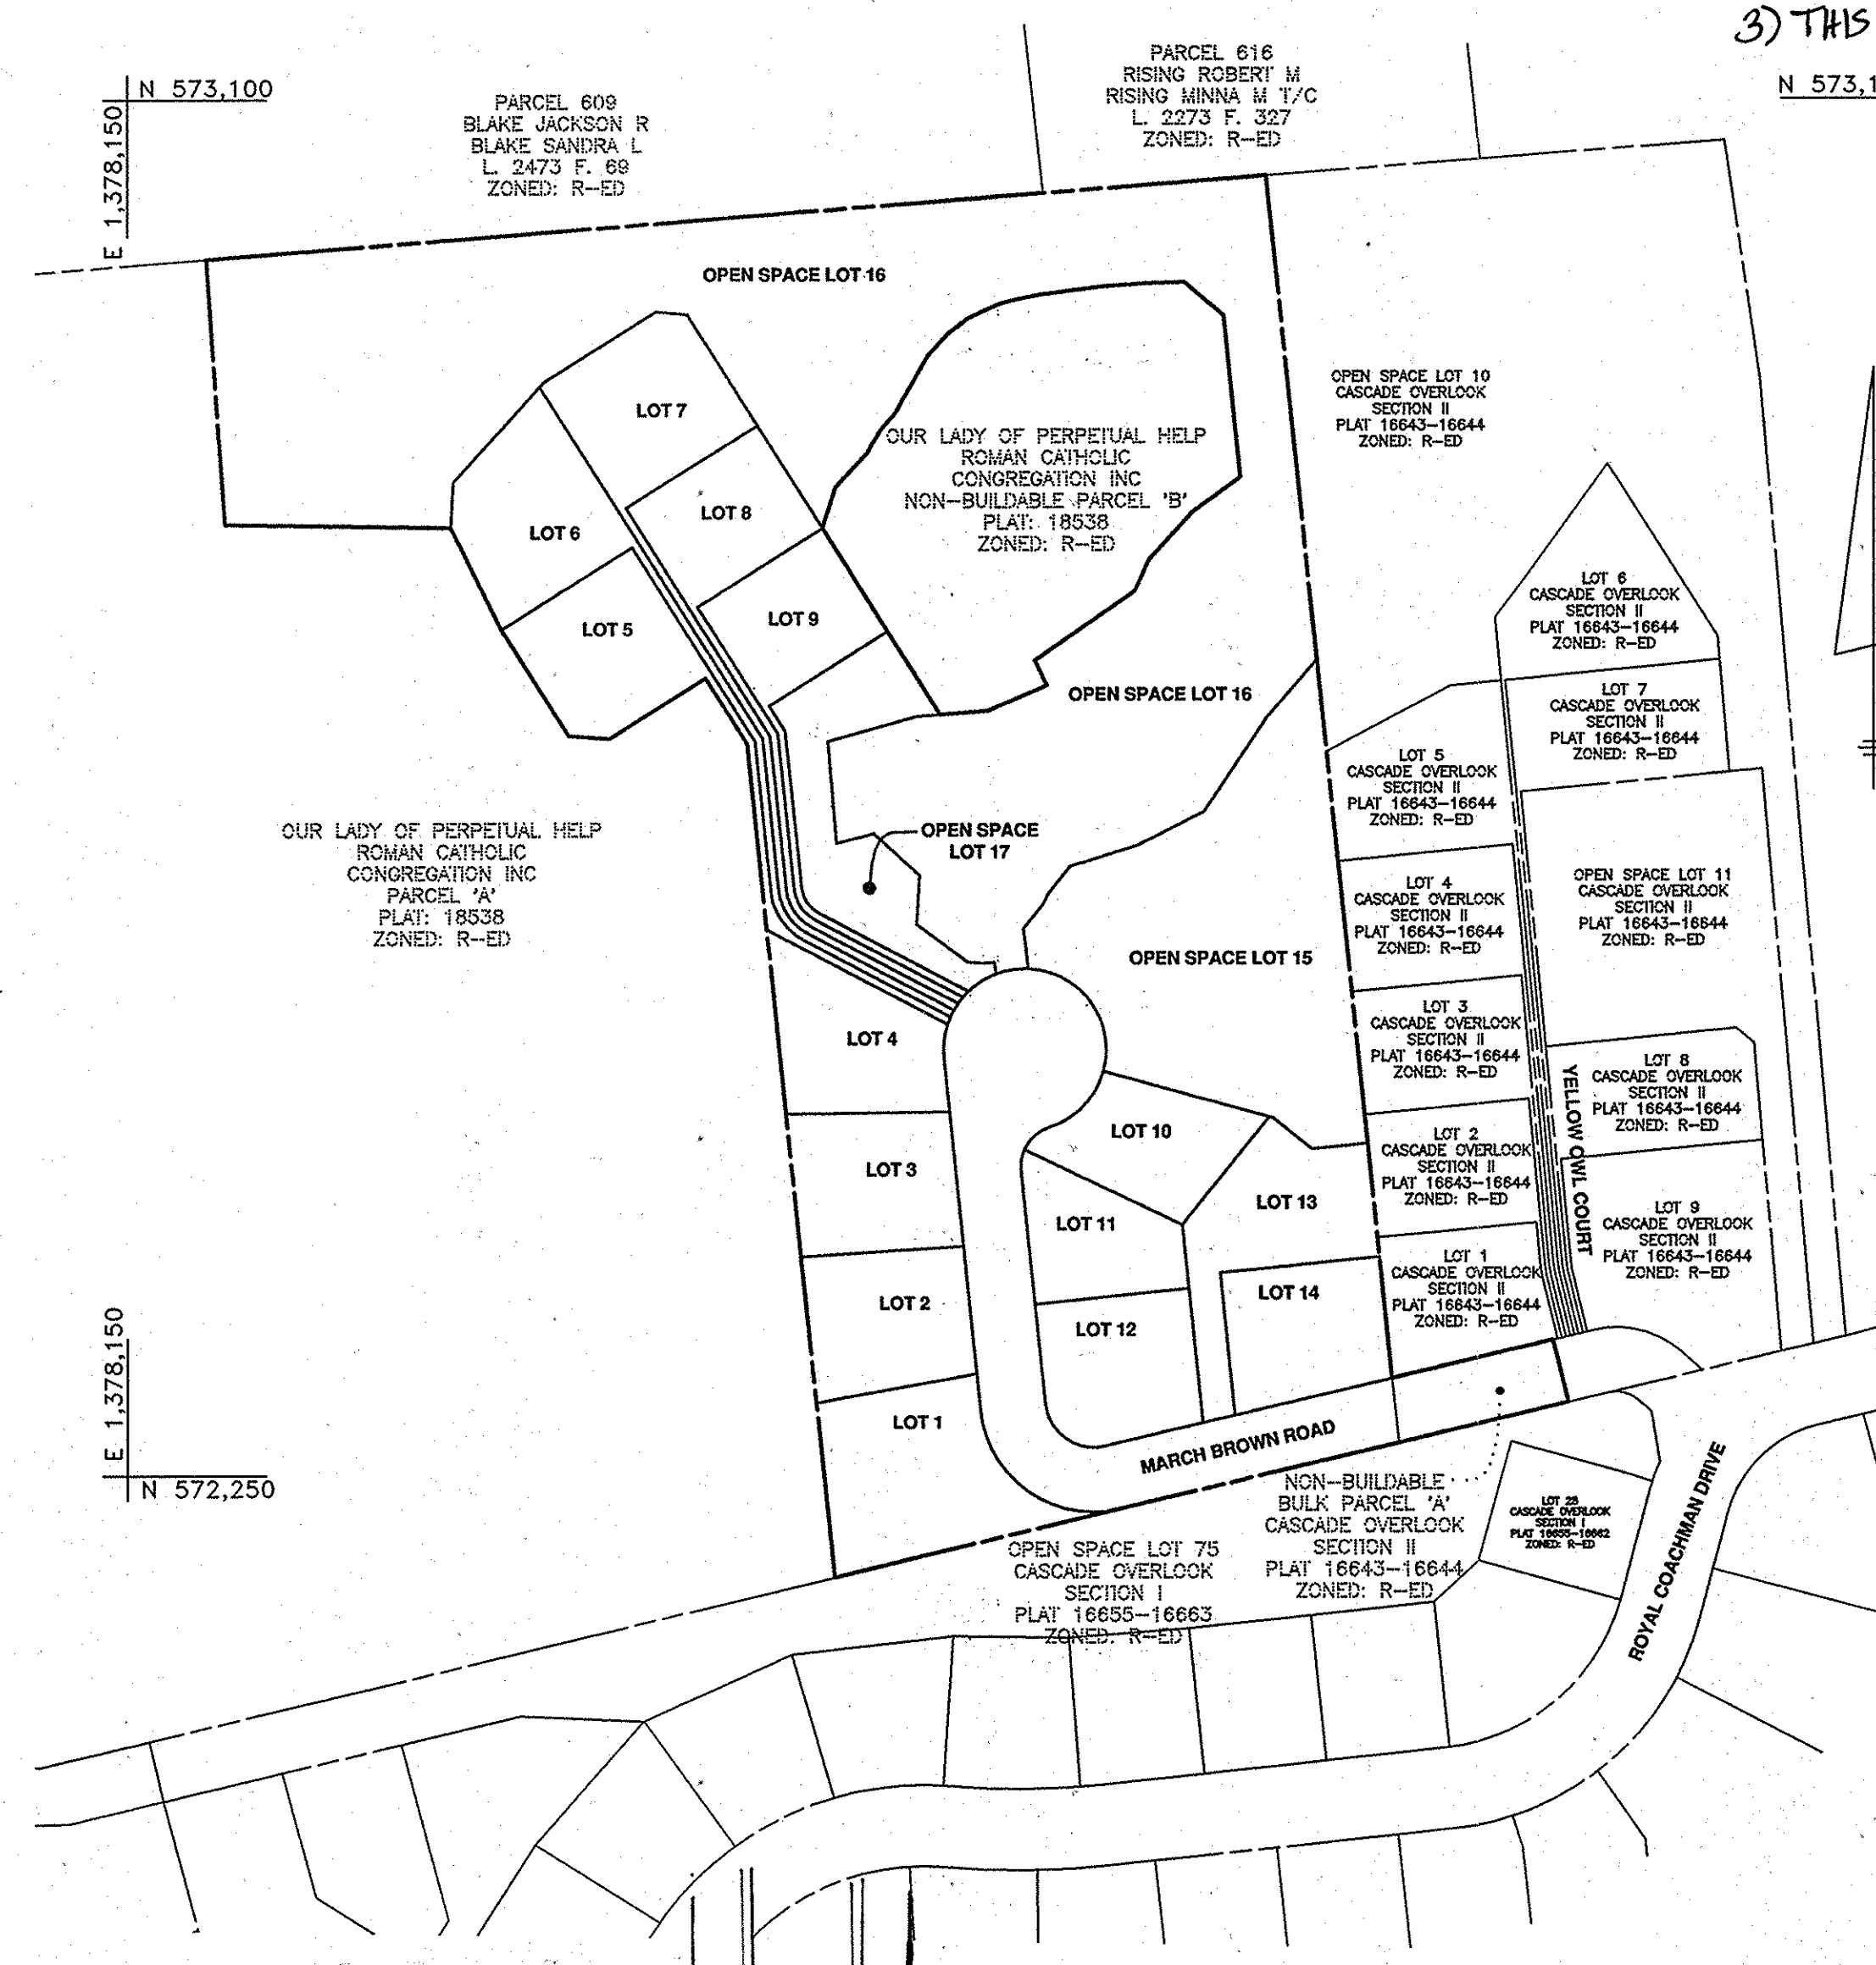 3) THIS
N 573,100
E 1,378,150
PARCEL 609
BLAKE JACKSON R
BLAKE SANDRA L
L. 2473 F. 69
ZONED: R-ED
PARCEL 616
RISING ROBERT M
RISING MINNA M T/C
L. 2273 F. 327
ZONED: R-ED
N 573,1
OPEN SPACE LOT 16
LOT 7
LOT 8
LOT 6
LOT 5
LOT 9
OUR LADY OF PERPETUAL HELP
ROMAN CATHOLIC
CONGREGATION INC
NON-BUILDABLE PARCEL 'B'
PLAT: 18538
ZONED: R-ED
OPEN SPACE LOT 10
CASCADE OVERLOOK
SECTION II
PLAT 16643-16644
ZONED: R-ED
LOT 6
CASCADE OVERLOOK
SECTION II
PLAT 16643-16644
ZONED: R-ED
OPEN SPACE LOT 16
LOT 7
CASCADE OVERLOOK
SECTION II
PLAT 16643-16644
ZONED: R-ED
LOT 5
CASCADE OVERLOOK
SECTION II
PLAT 16643-16644
ZONED: R-ED
OUR LADY OF PERPETUAL HELP
ROMAN CATHOLIC
CONGREGATION INC
PARCEL 'A'
PLAT: 18538
ZONED: R-ED
OPEN SPACE
LOT 17
LOT 4
CASCADE OVERLOOK
SECTION II
PLAT 16643-16644
ZONED: R-ED
OPEN SPACE LOT 11
CASCADE OVERLOOK
SECTION II
PLAT 16643-16644
ZONED: R-ED
OPEN SPACE LOT 15
LOT 4
LOT 3
CASCADE OVERLOOK
SECTION II
PLAT 16643-16644
ZONED: R-ED
YELLOW OWL COURT
LOT 8
CASCADE OVERLOOK
SECTION II
PLAT 16643-16644
ZONED: R-ED
LOT 10
LOT 3
LOT 2
CASCADE OVERLOOK
SECTION II
PLAT 16643-16644
ZONED: R-ED
LOT 13
LOT 11
LOT 9
CASCADE OVERLOOK
SECTION II
PLAT 16643-16644
ZONED: R-ED
LOT 1
CASCADE OVERLOOK
SECTION II
PLAT 16643-16644
ZONED: R-ED
LOT 14
LOT 2
LOT 12
LOT 1
MARCH BROWN ROAD
E 1,378,150
N 572,250
NON-BUILDABLE
BULK PARCEL 'A'
CASCADE OVERLOOK
SECTION II
PLAT 16643-16644
ZONED: R-ED
LOT 28
CASCADE OVERLOOK
SECTION I
PLAT 16655-16662
ZONED: R-ED
ROYAL COACHMAN DRIVE
OPEN SPACE LOT 75
CASCADE OVERLOOK
SECTION I
PLAT 16655-16663
ZONED: R-ED